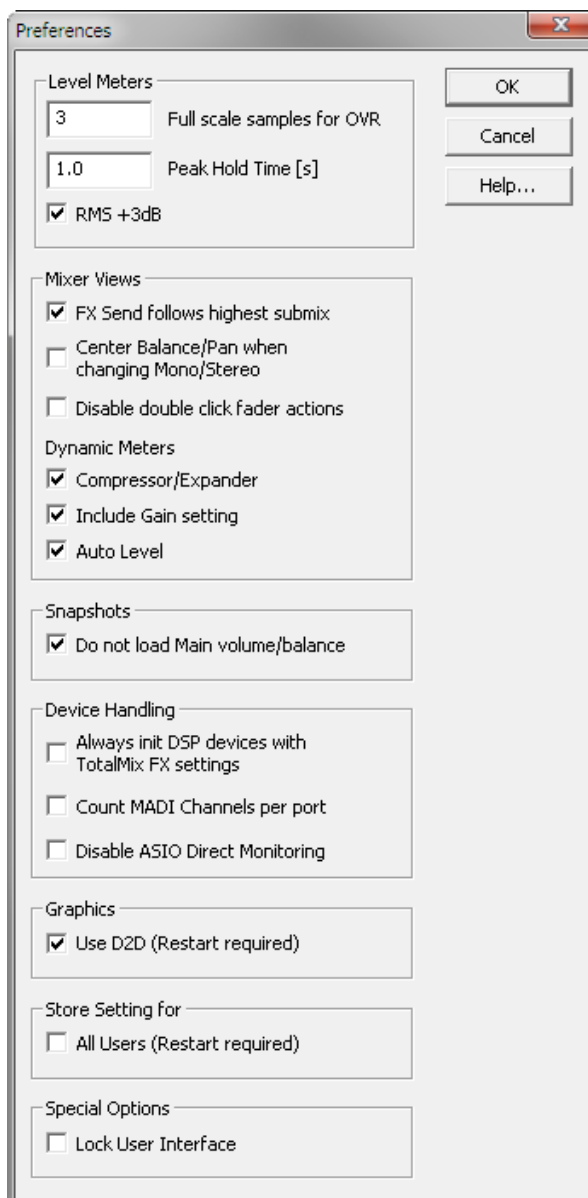 Preferences
Level Meters
3
Full scale samples for OVR
1.0
Peak Hold Time [s]
RMS +3dB
OK
Cancel
Help...
Mixer Views
FX Send follows highest submix
Center Balance/Pan when
changing Mono/Stereo
Disable double click fader actions
Dynamic Meters
Compressor/Expander
Include Gain setting
Auto Level
Snapshots
Do not load Main volume/balance
Device Handling
Always init DSP devices with
TotalMix FX settings
Count MADI Channels per port
Disable ASIO Direct Monitoring
Graphics
Use D2D (Restart required)
Store Setting for
All Users (Restart required)
Special Options
Lock User Interface